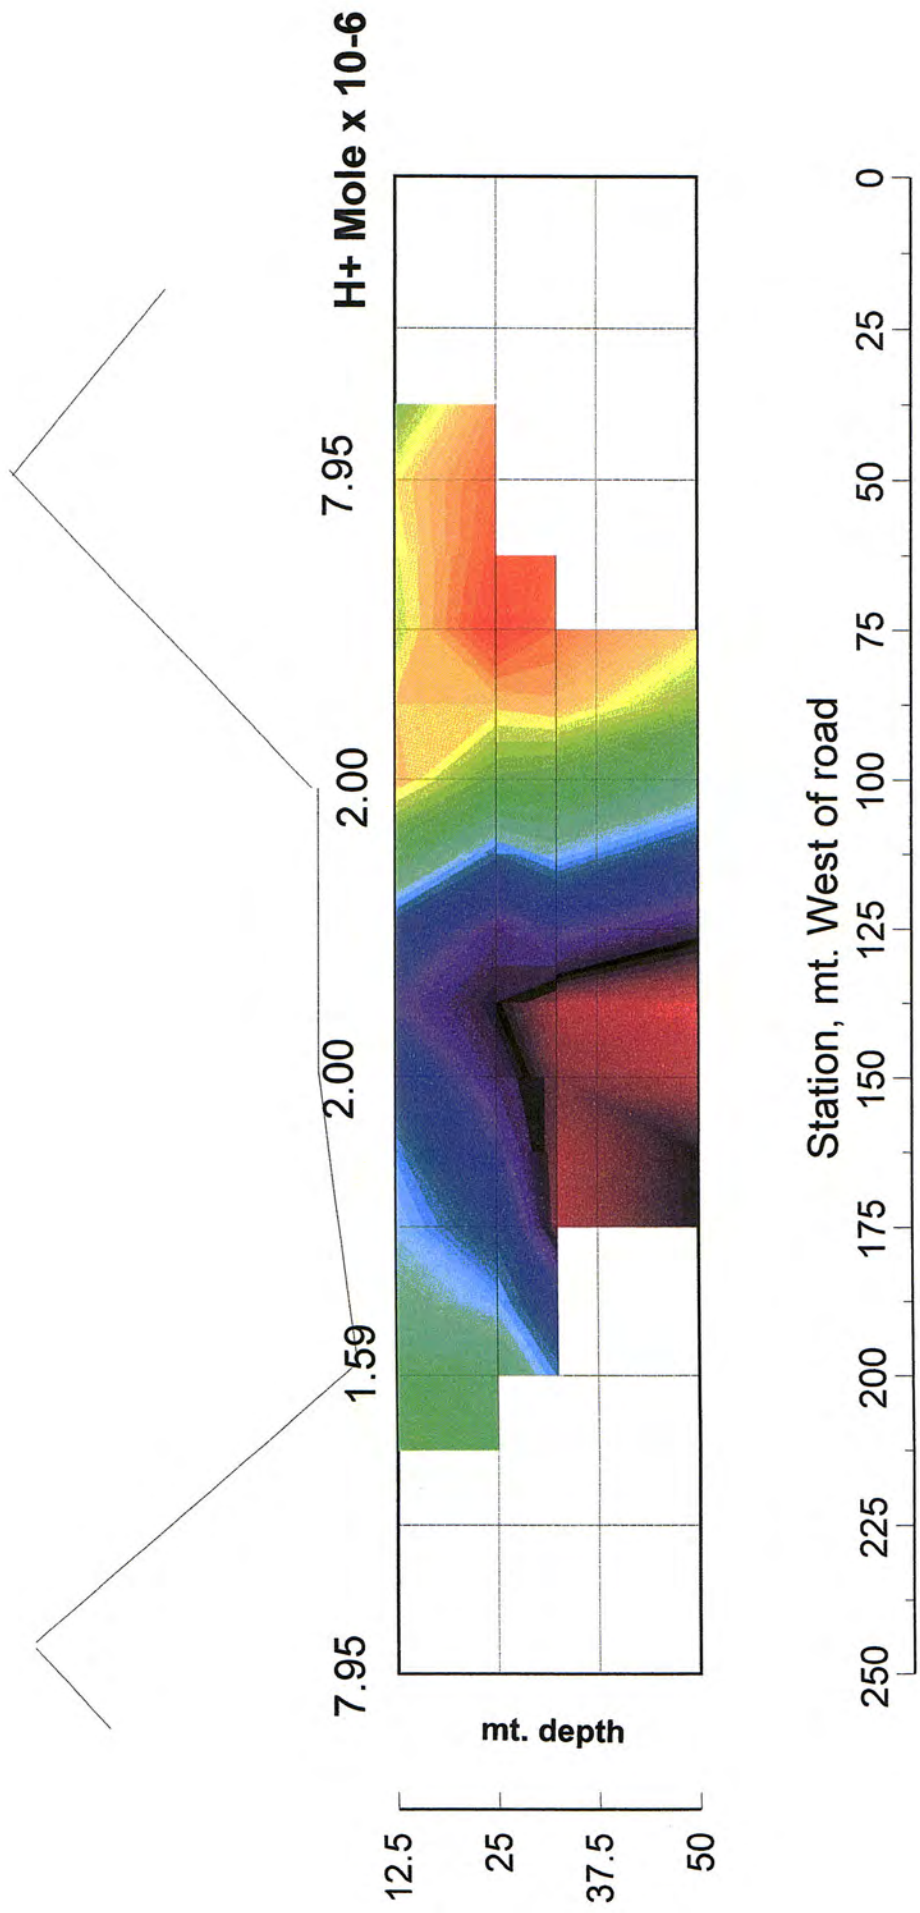 H+ Mole x 10-6
7.95 1.59 2.00 2.00 7.95
mt. depth
12.5
25
37.5
50
250 225 200 175 150 125 100 75 50 25 0
Station, mt. West of road